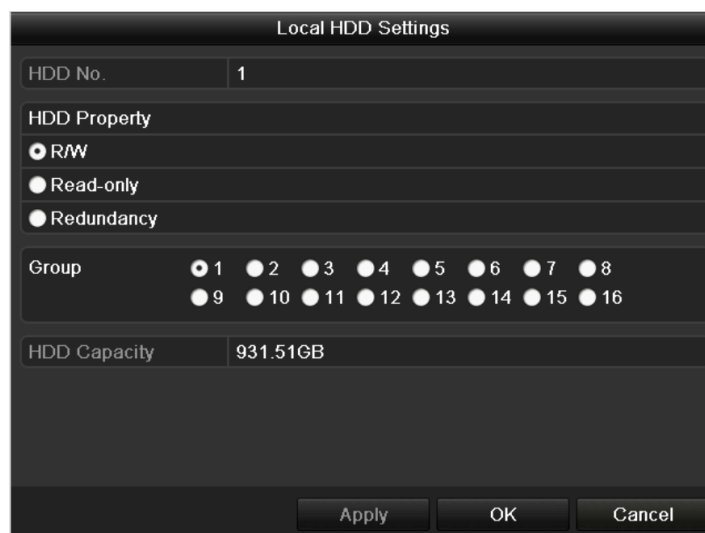 Local HDD Settings
HDD No. 1
HDD Property
R/W
Read-only
Redundancy
Group 1 2 3 4 5 6 7 8
9 10 11 12 13 14 15 16
HDD Capacity 931.51GB
Apply OK Cancel